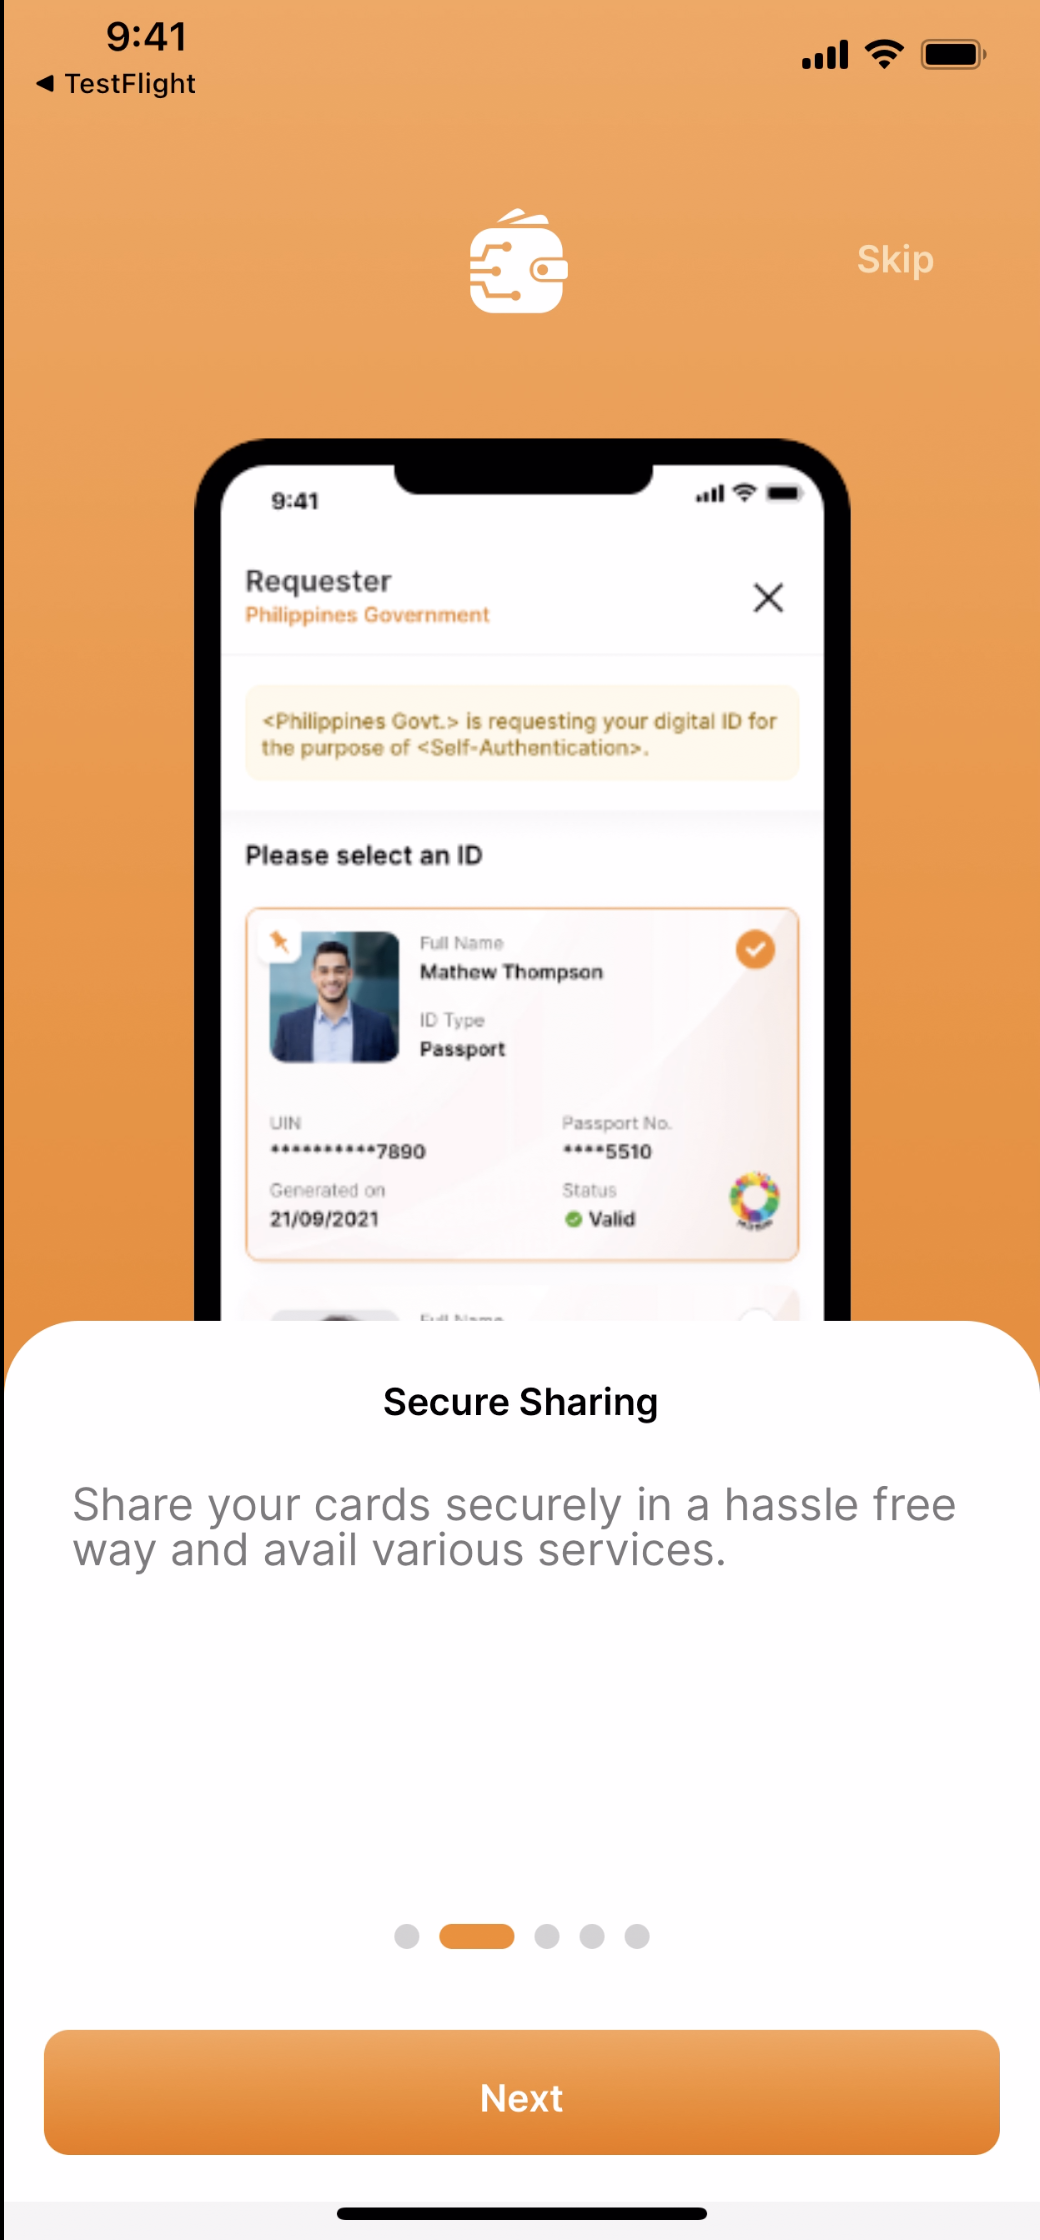 9:41
◀ TestFlight
Skip
9:41
Requester
Philippines Government
<Philippines Govt.> is requesting your digital ID for
the purpose of <Self-Authentication>.
Please select an ID
Full Name
Mathew Thompson
ID Type
Passport
UIN
Passport No.
**********7890
****5510
Generated on
Status
21/09/2021
Valid
Full Name
Secure Sharing
Share your cards securely in a hassle free
way and avail various services.
Next